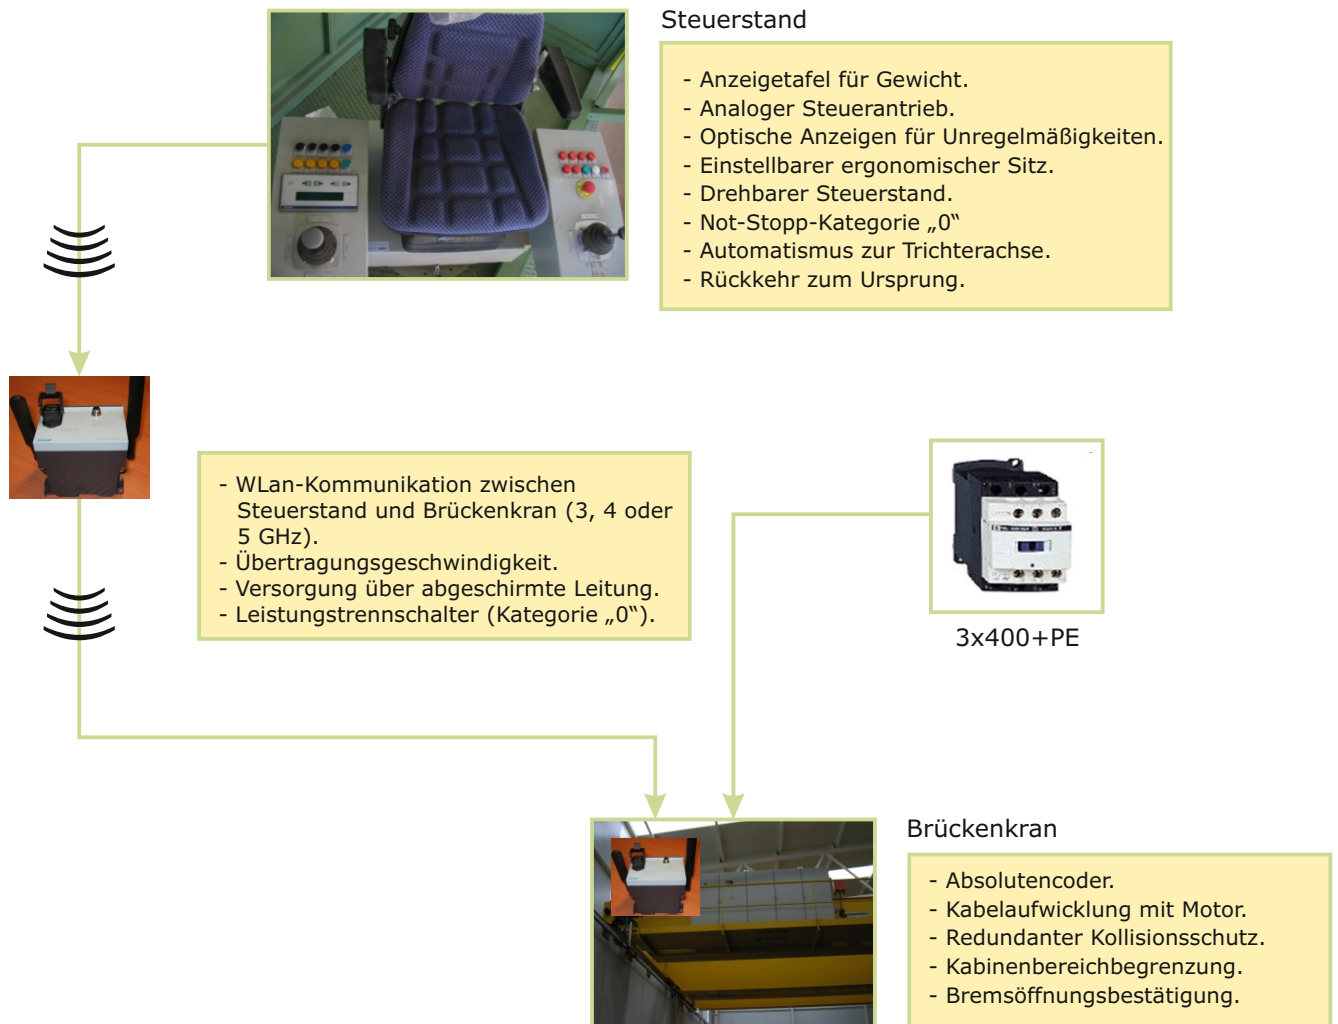 Steuerstand
- Anzeigetafel für Gewicht.
- Analoger Steuerantrieb.
- Optische Anzeigen für Unregelmäßigkeiten.
- Einstellbarer ergonomischer Sitz.
- Drehbarer Steuerstand.
- Not-Stopp-Kategorie „0“
- Automatismus zur Trichterachse.
- Rückkehr zum Ursprung.
- WLan-Kommunikation zwischen
Steuerstand und Brückenkran (3, 4 oder
5 GHz).
- Übertragungsgeschwindigkeit.
- Versorgung über abgeschirmte Leitung.
- Leistungstrennschalter (Kategorie „0“).
3x400+PE
Brückenkran
- Absolutencoder.
- Kabelaufwicklung mit Motor.
- Redundanter Kollisionsschutz.
- Kabinenbereichbegrenzung.
- Bremsöffnungsbestätigung.